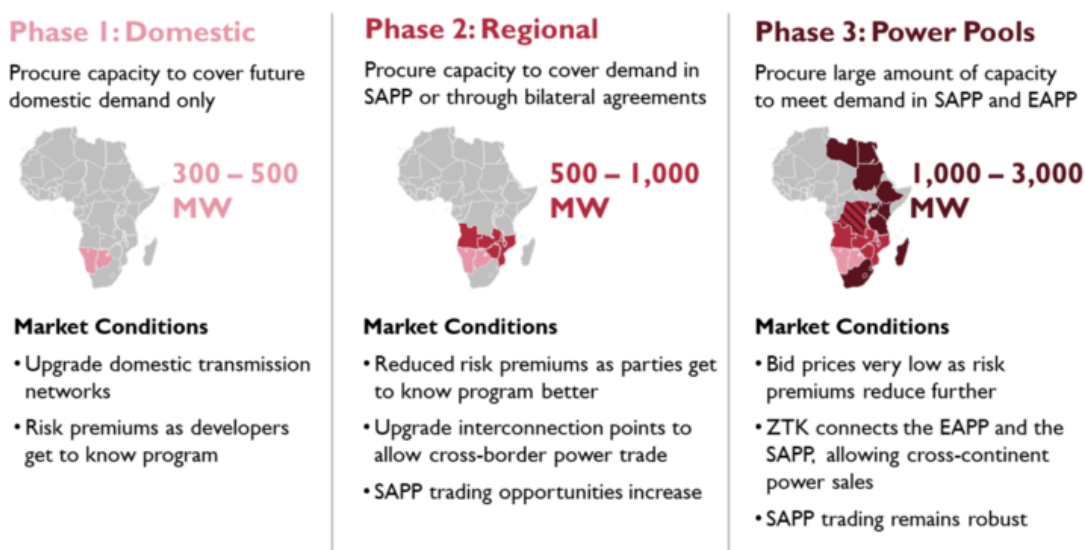 Phase 1: Domestic
Procure capacity to cover future
domestic demand only
300 – 500
MW
Market Conditions
• Upgrade domestic transmission
networks
• Risk premiums as developers
get to know program
Phase 2: Regional
Procure capacity to cover demand in
SAPP or through bilateral agreements
500 – 1,000
MW
Market Conditions
• Reduced risk premiums as parties get
to know program better
• Upgrade interconnection points to
allow cross-border power trade
• SAPP trading opportunities increase
Phase 3: Power Pools
Procure large amount of capacity
to meet demand in SAPP and EAPP
1,000 – 3,000
MW
Market Conditions
• Bid prices very low as risk
premiums reduce further
• ZTK connects the EAPP and the
SAPP, allowing cross-continent
power sales
• SAPP trading remains robust